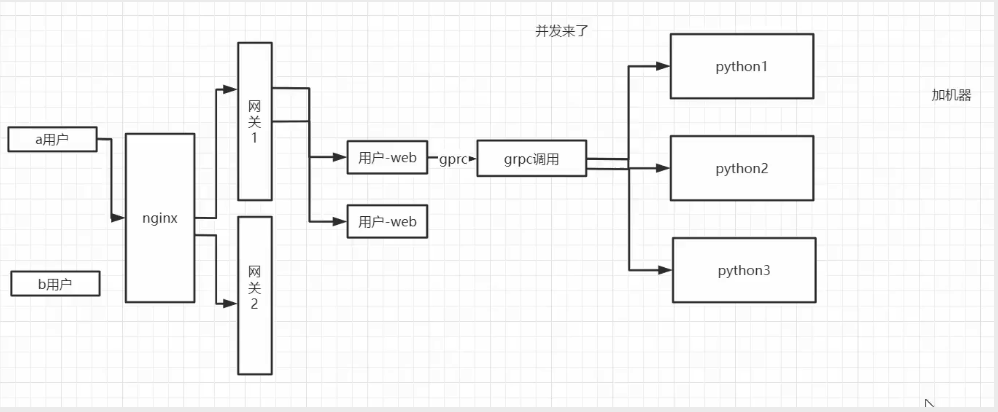 并发来了
python1
加机器
网
关
1
a用户
用户-web
gprc
grpc调用
python2
nginx
用户-web
网
关
2
b用户
python3